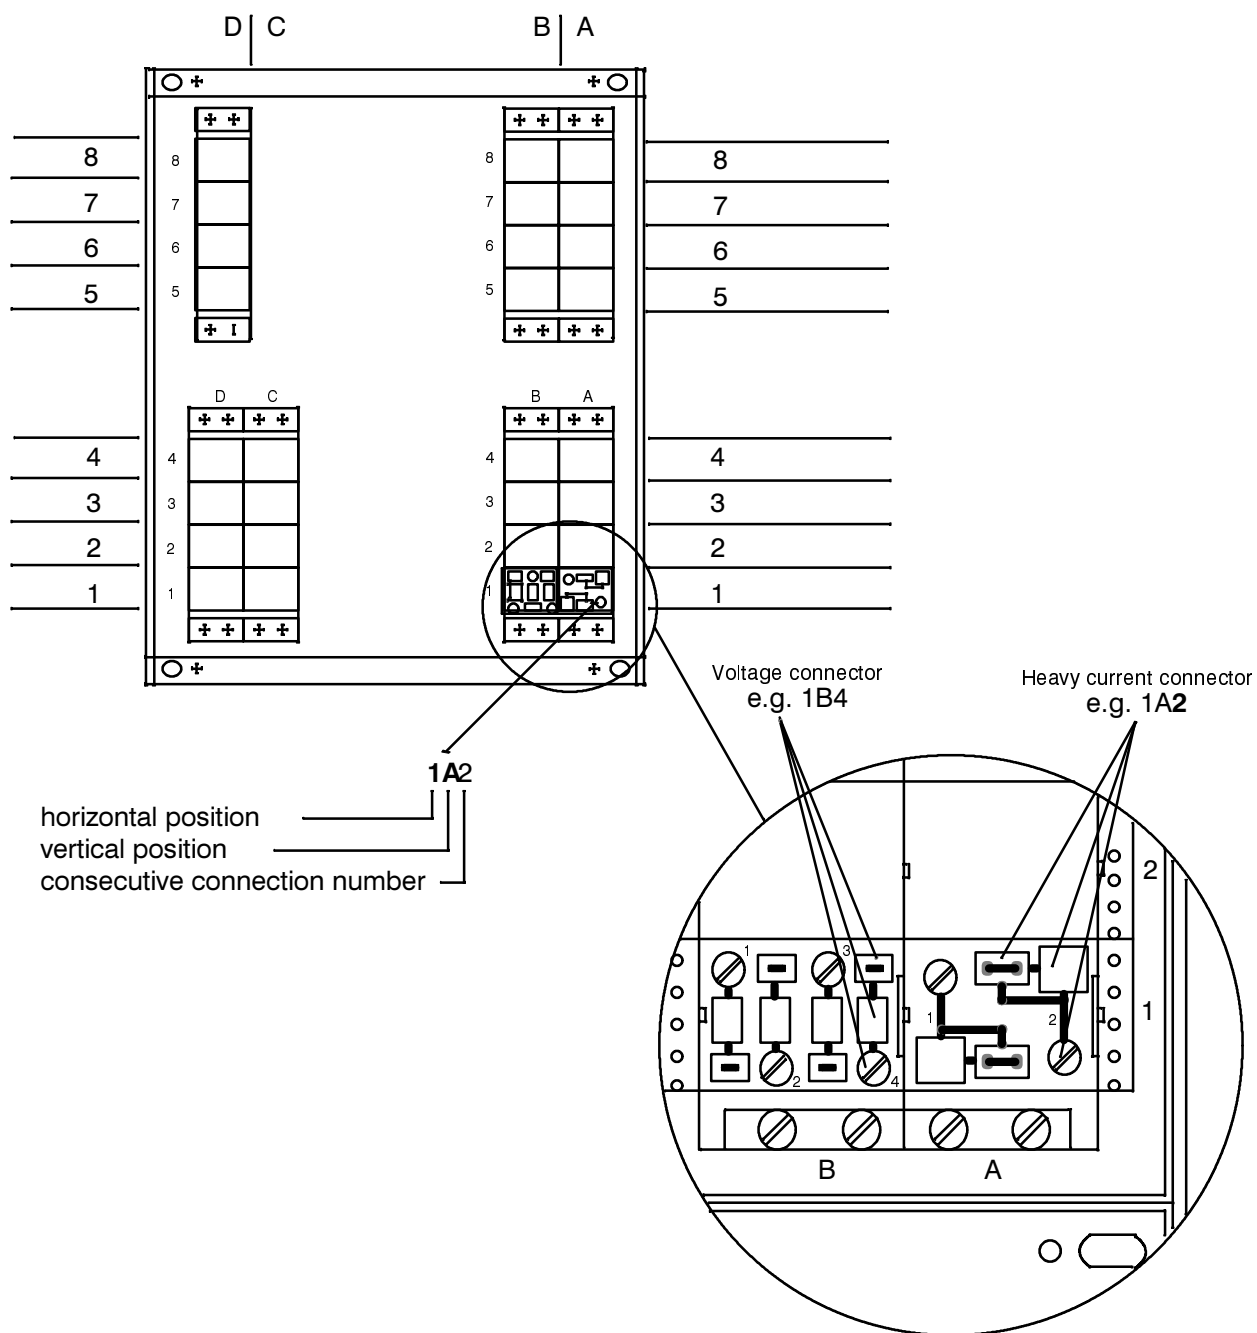 D C B A
8 8 8 8
7 7 7 7
6 6 6 6
5 5 5 5
D C B A
4 4 4 4
3 3 3 3
2 2 2 2
1 1 1 1
Voltage connector
e.g. 1B4
Heavy current connector
e.g. 1A2
1A2
horizontal position
vertical position
consecutive connection number
2
1 3
1 2 1
2 4
B A